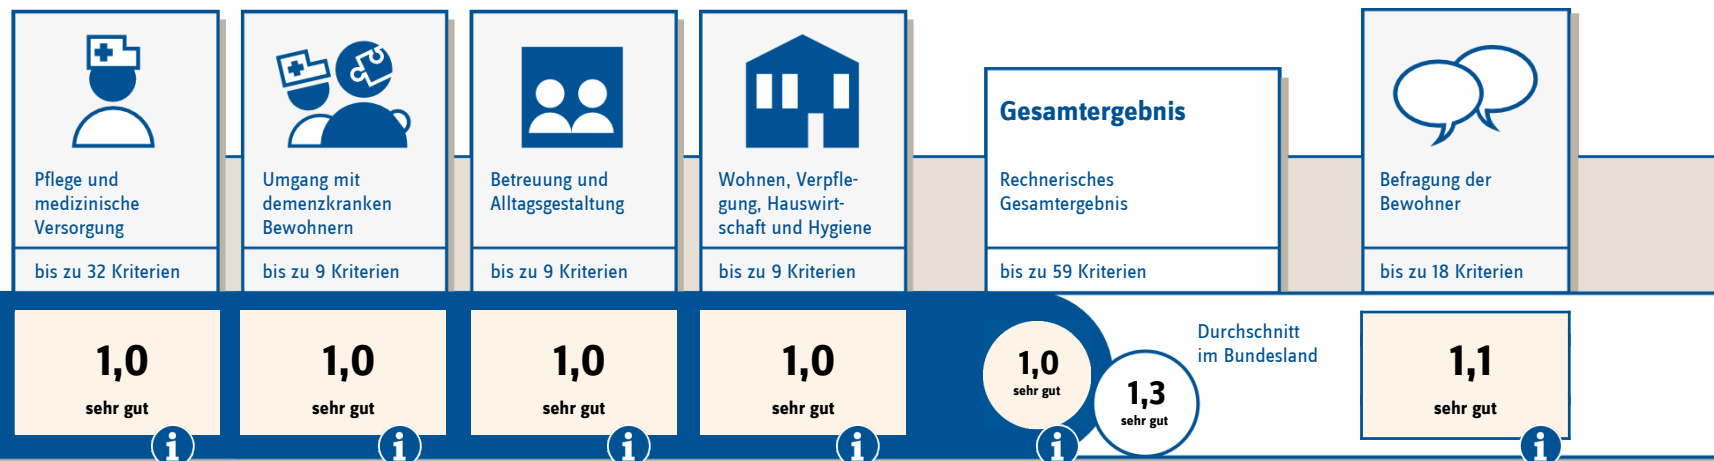 Pflege und
medizinische
Versorgung
bis zu 32 Kriterien
1,0
sehr gut
i
Umgang mit
demenzkranken
Bewohnern
bis zu 9 Kriterien
1,0
sehr gut
i
Betreuung und
Alltagsgestaltung
bis zu 9 Kriterien
1,0
sehr gut
i
Wohnen, Verpfle-
gung, Hauswirt-
schaft und Hygiene
bis zu 9 Kriterien
1,0
sehr gut
i
Gesamtergebnis
Rechnerisches
Gesamtergebnis
bis zu 59 Kriterien
1,0
sehr gut
i
Durchschnitt
im Bundesland
1,3
sehr gut
Befragung der
Bewohner
bis zu 18 Kriterien
1,1
sehr gut
i